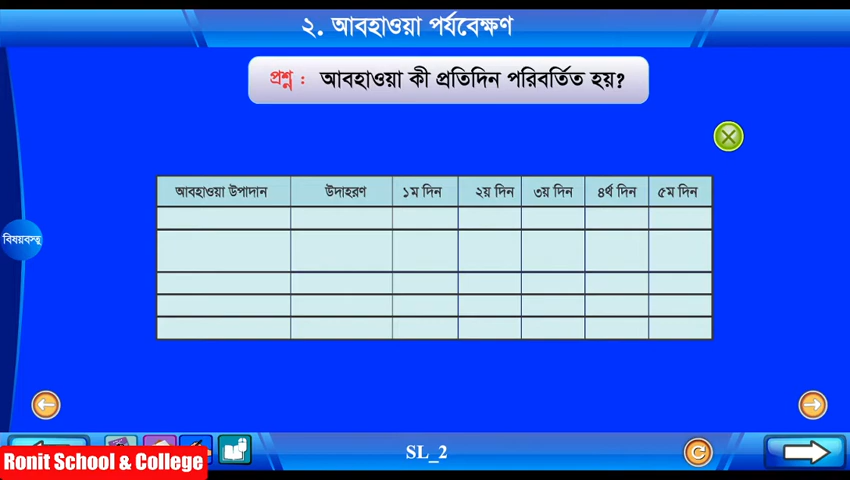 ২. আবহাওয়া পর্যবেক্ষণ
প্রশ্ন : আবহাওয়া কী প্রতিদিন পরিবর্তিত হয়?
আবহাওয়া উপাদান উদাহরণ ১ম দিন ২য় দিন ৩য় দিন ৪র্থ দিন ৫ম দিন
বিষয়বস্তু
SL_2
Ronit School & College